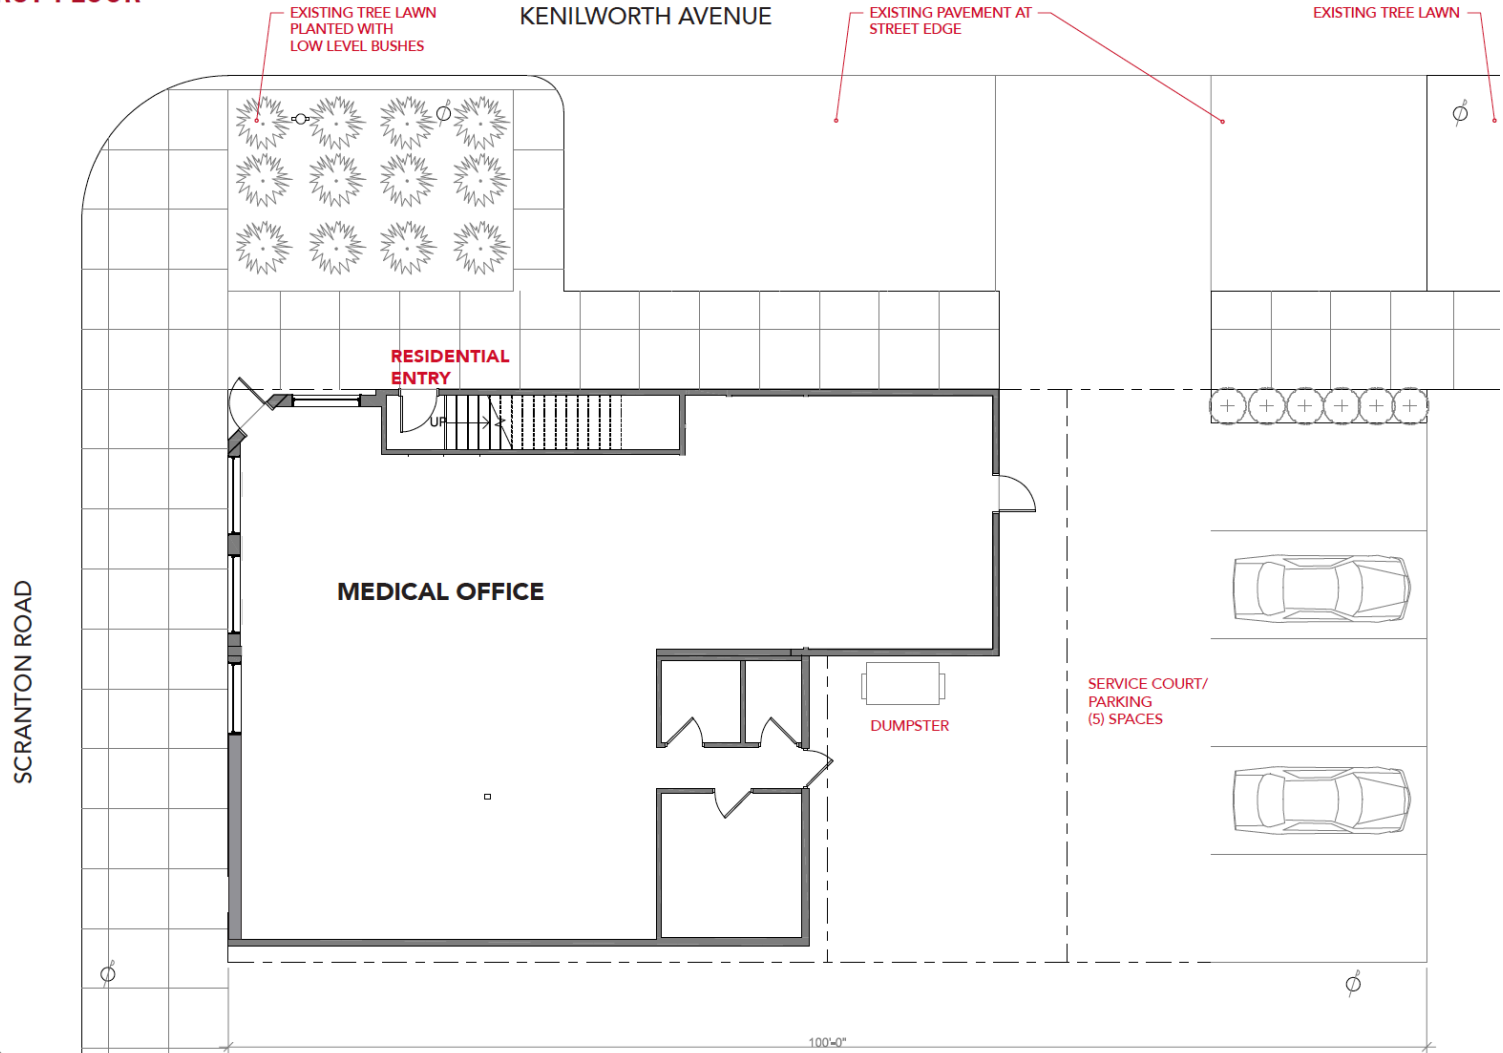 EXISTING TREE LAWN
PLANTED WITH
LOW LEVEL BUSHES
KENILWORTH AVENUE
EXISTING PAVEMENT AT
STREET EDGE
EXISTING TREE LAWN
RESIDENTIAL
ENTRY
UP
MEDICAL OFFICE
SCRANTON ROAD
SERVICE COURT/
PARKING
(5) SPACES
DUMPSTER
100'-0"